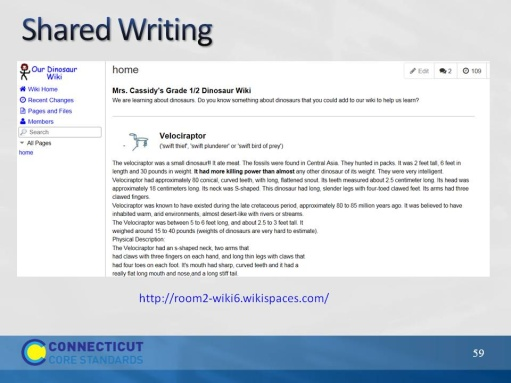 Shared Writing
Our Dinosaur
Wiki
Wiki Home
Recent Changes
Pages and Files
Members
Search
All Pages
home
home
Edit
2
109
Mrs. Cassidy's Grade 1/2 Dinosaur Wiki
We are learning about dinosaurs. Do you know something about dinosaurs that you could add to our wiki to help us learn?
Velociraptor
('swift thief', 'swift plunderer' or 'swift bird of prey')
The velociraptor was a small dinosaur!! It ate meat. The fossils were found in Central Asia. They hunted in packs. It was 2 feet tall, 6 feet in
length and 30 pounds in weight. It had more killing power than almost any other dinosaur of its weight. They were very intelligent.
Velociraptor had approximately 80 conical, curved teeth, with long, flattened snout. Its teeth measured about 2.5 centimeter long. Its head was
approximately 18 centimeters long. Its neck was S-shaped. This dinosaur had long, slender legs with four-toed clawed feet. Its arms had three
clawed fingers.
Velociraptor was known to have existed during the late cretaceous period, approximately 80 to 85 million years ago. It was believed to have
inhabited warm, and environments, almost desert-like with rivers or streams.
The Velociraptor was between 5 to 6 feet long, and about 2.5 to 3 feet tall. It
weighed around 15 to 40 pounds (weights of dinosaurs are very hard to estimate).
Physical Description:
The Velociraptor had an s-shaped neck, two arms that
had claws with three fingers on each hand, and long thin legs with claws that
had four toes on each foot. It's mouth had sharp, curved teeth and it had a
really flat long mouth and nose,and a long stiff tail.
http://room2-wiki6.wikispaces.com/
CONNECTICUT
CORE STANDARDS
59